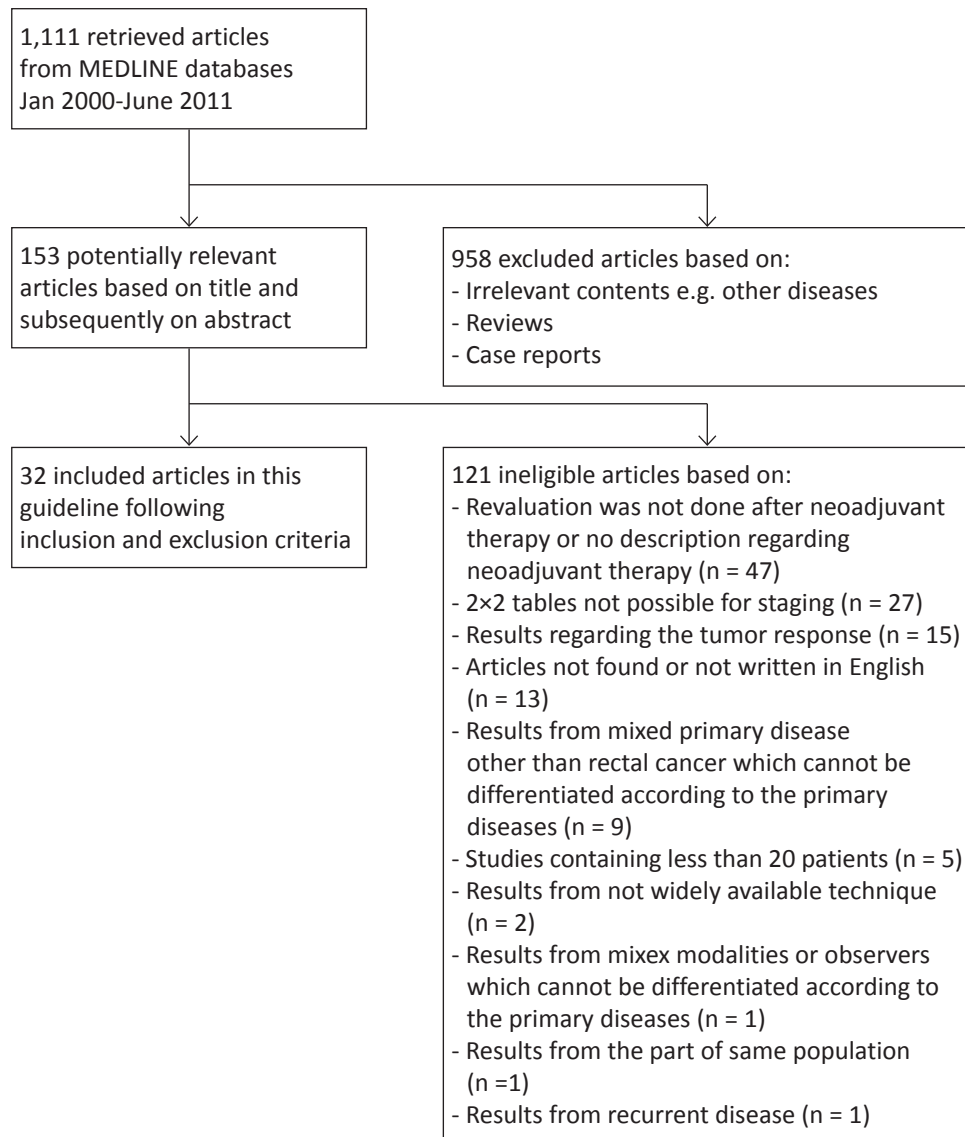 1,111 retrieved articles
from MEDLINE databases
Jan 2000-June 2011
153 potentially relevant
articles based on title and
subsequently on abstract
958 excluded articles based on:
- Irrelevant contents e.g. other diseases
- Reviews
- Case reports
32 included articles in this
guideline following
inclusion and exclusion criteria
121 ineligible articles based on:
- Revaluation was not done after neoadjuvant
therapy or no description regarding
neoadjuvant therapy (n = 47)
- 2×2 tables not possible for staging (n = 27)
- Results regarding the tumor response (n = 15)
- Articles not found or not written in English
(n = 13)
- Results from mixed primary disease
other than rectal cancer which cannot be
differentiated according to the primary
diseases (n = 9)
- Studies containing less than 20 patients (n = 5)
- Results from not widely available technique
(n = 2)
- Results from mixex modalities or observers
which cannot be differentiated according to
the primary diseases (n = 1)
- Results from the part of same population
(n =1)
- Results from recurrent disease (n = 1)